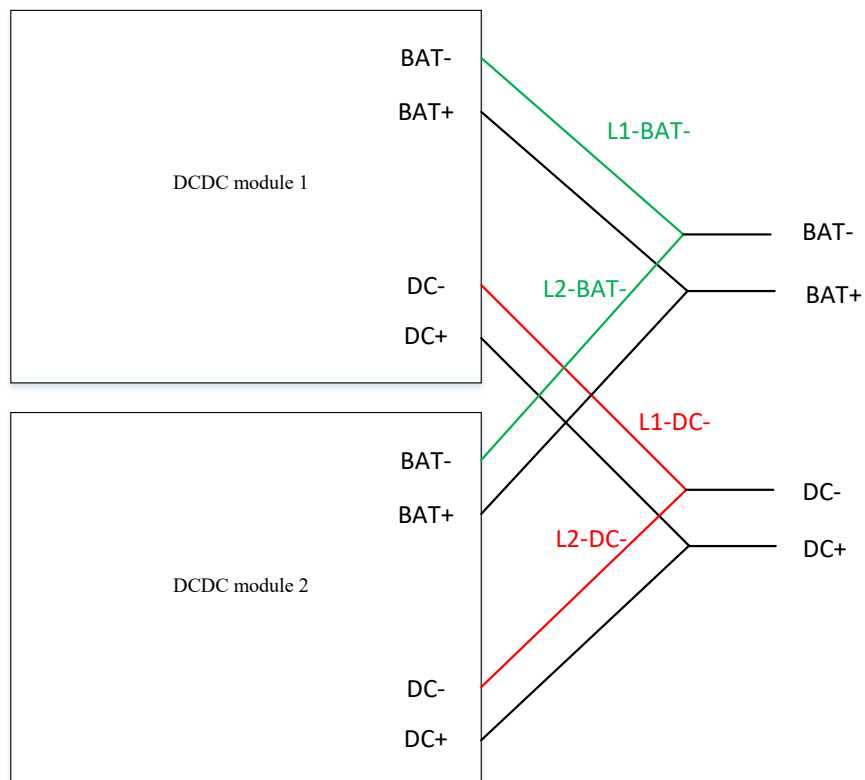 BAT-
BAT+
DCDC module 1
DC-
DC+
L1-BAT-
L2-BAT-
BAT-
BAT+
BAT-
BAT+
DCDC module 2
DC-
DC+
L1-DC-
L2-DC-
DC-
DC+